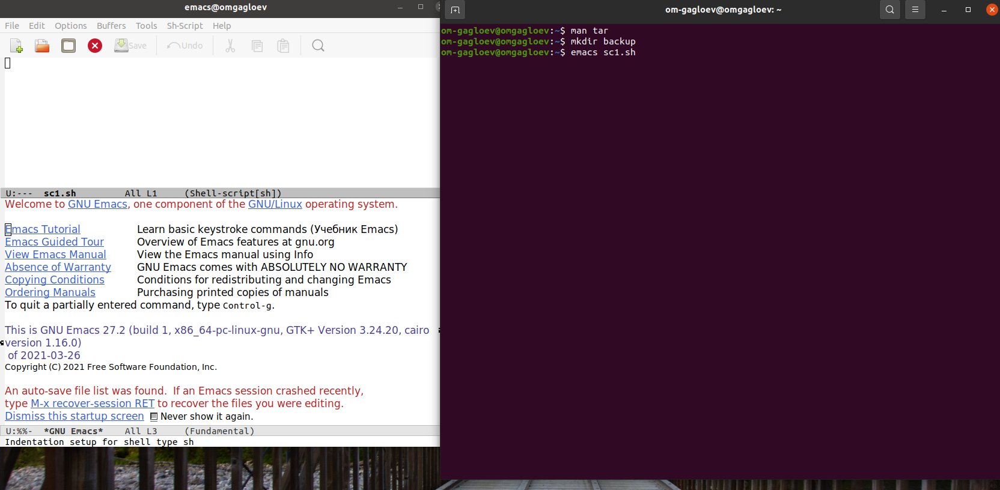 emacs@omgagloev
File Edit Options Buffers Tools Sh-Script Help
Save Undo
U:--- sc1.sh All L1 (Shell-script[sh])
Welcome to GNU Emacs, one component of the GNU/Linux operating system.
Emacs Tutorial Learn basic keystroke commands (Учебник Emacs)
Emacs Guided Tour Overview of Emacs features at gnu.org
View Emacs Manual View the Emacs manual using Info
Absence of Warranty GNU Emacs comes with ABSOLUTELY NO WARRANTY
Copying Conditions Conditions for redistributing and changing Emacs
Ordering Manuals Purchasing printed copies of manuals
To quit a partially entered command, type Control-g.
This is GNU Emacs 27.2 (build 1, x86_64-pc-linux-gnu, GTK+ Version 3.24.20, cairo
version 1.16.0)
of 2021-03-26
Copyright (C) 2021 Free Software Foundation, Inc.
An auto-save file list was found. If an Emacs session crashed recently,
type M-x recover-session RET to recover the files you were editing.
Dismiss this startup screen Never show it again.
U:%%- *GNU Emacs* All L3 (Fundamental)
Indentation setup for shell type sh
om-gagloev@omgagloev: ~
om-gagloev@omgagloev:~$ man tar
om-gagloev@omgagloev:~$ mkdir backup
om-gagloev@omgagloev:~$ emacs sc1.sh